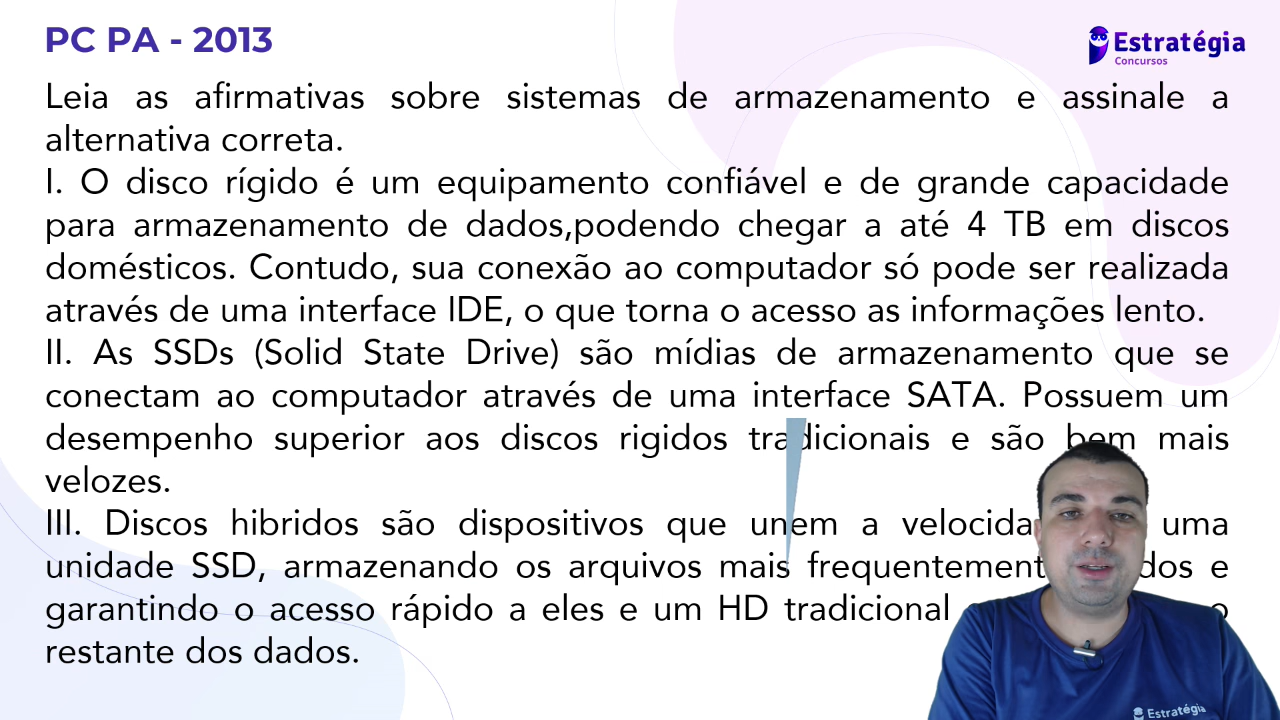 PC PA - 2013
Estratégia
Concursos
Leia as afirmativas sobre sistemas de armazenamento e assinale a
alternativa correta.
I. O disco rígido é um equipamento confiável e de grande capacidade
para armazenamento de dados,podendo chegar a até 4 TB em discos
domésticos. Contudo, sua conexão ao computador só pode ser realizada
através de uma interface IDE, o que torna o acesso as informações lento.
II. As SSDs (Solid State Drive) são mídias de armazenamento que se
conectam ao computador através de uma interface SATA. Possuem um
desempenho superior aos discos rigidos tradicionais e são bem mais
velozes.
III. Discos hibridos são dispositivos que unem a uma
unidade SSD, armazenando os arquivos mais e
garantindo o acesso rápido a eles e um HD tradicional o
restante dos dados.
Estratégia